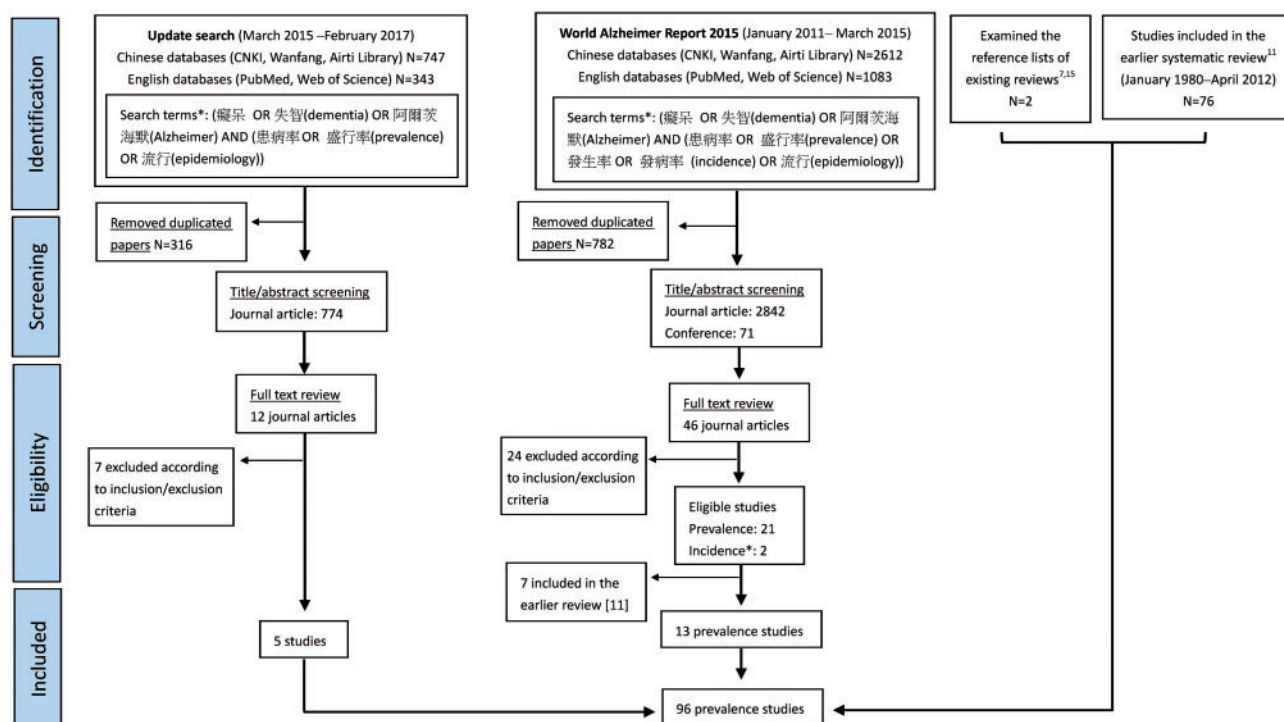 Identification
Screening
Eligibility
Included
Update search (March 2015 –February 2017)
Chinese databases (CNKI, Wanfang, Airti Library) N=747
English databases (PubMed, Web of Science) N=343
Search terms*: (癡呆 OR 失智(dementia) OR 阿爾茨
海默(Alzheimer) AND (患病率 OR 盛行率(prevalence)
OR 流行(epidemiology))
Removed duplicated
papers N=316
Title/abstract screening
Journal article: 774
Full text review
12 journal articles
7 excluded according
to inclusion/exclusion
criteria
5 studies
World Alzheimer Report 2015 (January 2011– March 2015)
Chinese databases (CNKI, Wanfang, Airti Library) N=2612
English databases (PubMed, Web of Science) N=1083
Search terms*: (癡呆 OR 失智(dementia) OR 阿爾茨海
默(Alzheimer) AND (患病率 OR 盛行率(prevalence) OR
發生率 OR 發病率 (incidence) OR 流行(epidemiology))
Removed duplicated
papers N=782
Title/abstract screening
Journal article: 2842
Conference: 71
Full text review
46 journal articles
24 excluded according
to inclusion/exclusion
criteria
Eligible studies
Prevalence: 21
Incidence*: 2
7 included in the
earlier review [11]
13 prevalence studies
96 prevalence studies
Examined the
reference lists of
existing reviews7,15
N=2
Studies included in the
earlier systematic review11
(January 1980–April 2012)
N=76